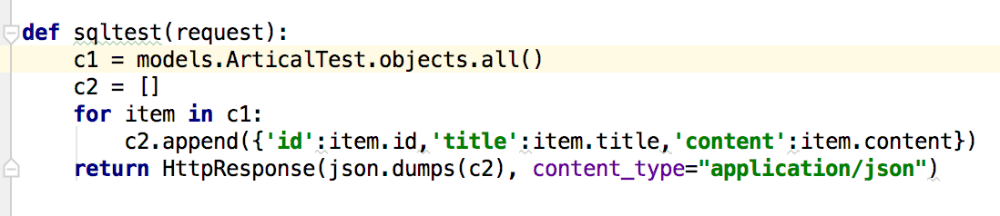 def sqltest(request):
    c1 = models.ArticalTest.objects.all()
    c2 = []
    for item in c1:
        c2.append({'id':item.id,'title':item.title,'content':item.content})
    return HttpResponse(json.dumps(c2), content_type="application/json")